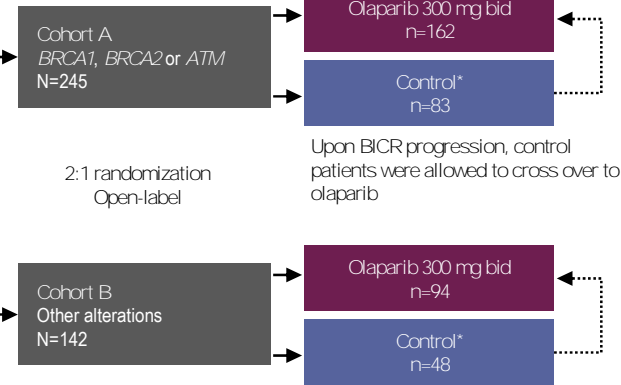 Cohort A
BRCA1, BRCA2 or ATM
N=245
Olaparib 300 mg bid
n=162
Control*
n=83
2:1 randomization
Open-label
Upon BICR progression, control
patients were allowed to cross over to
olaparib
Cohort B
Other alterations
N=142
Olaparib 300 mg bid
n=94
Control*
n=48